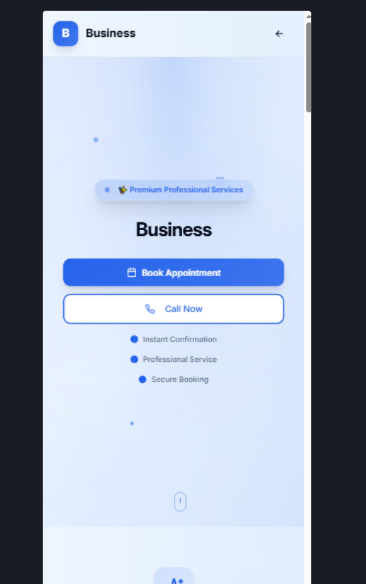 B Business
Premium Professional Services
Business
Book Appointment
Call Now
Instant Confirmation
Professional Service
Secure Booking
A+